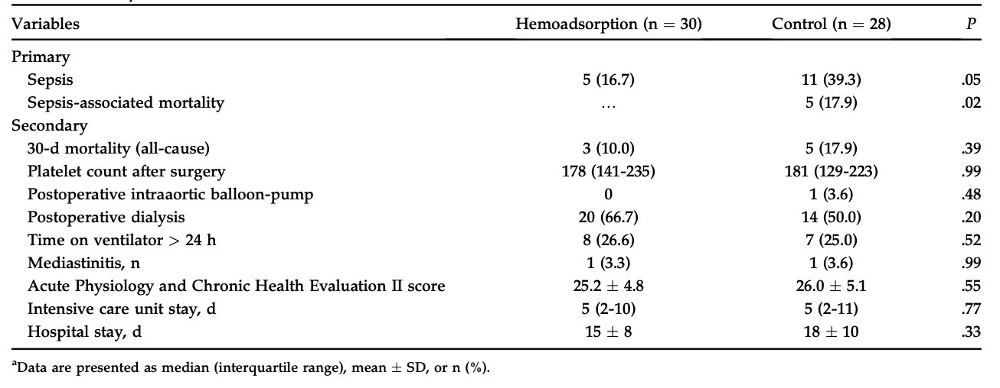 Variables Hemoadsorption (n = 30) Control (n = 28) P
Primary
Sepsis 5 (16.7) 11 (39.3) .05
Sepsis-associated mortality … 5 (17.9) .02
Secondary
30-d mortality (all-cause) 3 (10.0) 5 (17.9) .39
Platelet count after surgery 178 (141-235) 181 (129-223) .99
Postoperative intraaortic balloon-pump 0 1 (3.6) .48
Postoperative dialysis 20 (66.7) 14 (50.0) .20
Time on ventilator > 24 h 8 (26.6) 7 (25.0) .52
Mediastinitis, n 1 (3.3) 1 (3.6) .99
Acute Physiology and Chronic Health Evaluation II score 25.2 ± 4.8 26.0 ± 5.1 .55
Intensive care unit stay, d 5 (2-10) 5 (2-11) .77
Hospital stay, d 15 ± 8 18 ± 10 .33
aData are presented as median (interquartile range), mean ± SD, or n (%).